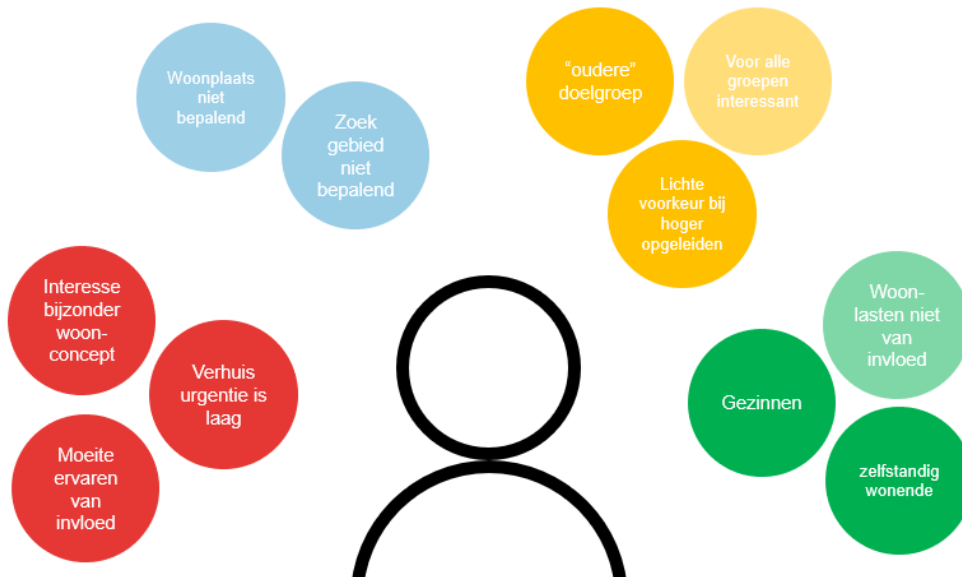 Woonplaats
niet
bepalend
Zoek
gebied
niet
bepalend
“oudere”
doelgroep
Voor alle
groepen
interessant
Lichte
voorkeur bij
hoger
opgeleiden
Interesse
bijzonder
woon-
concept
Verhuis
urgentie is
laag
Moeite
ervaren
van
invloed
Woon-
lasten niet
van
invloed
Gezinnen
zelfstandig
wonende